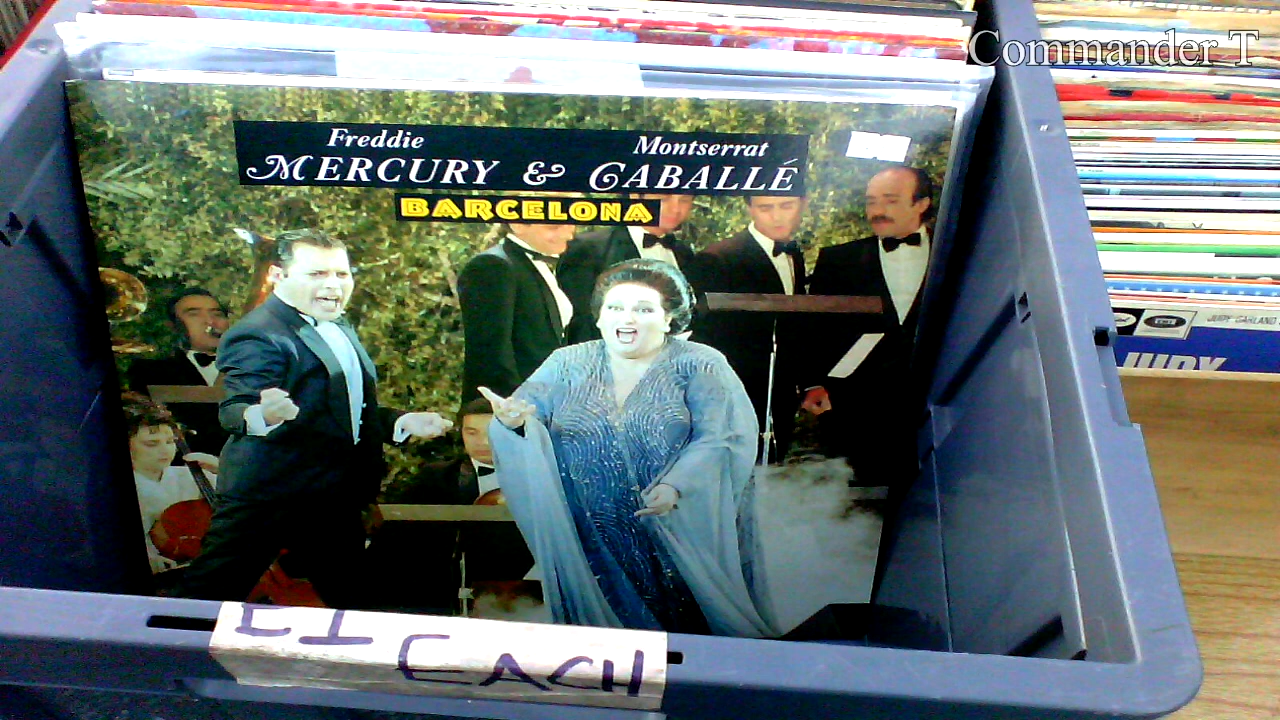 Commander T
Freddie Montserrat
MERCURY & CABALLÉ
BARCELONA
JUDY GARLAND
JUDY
£1 EACH